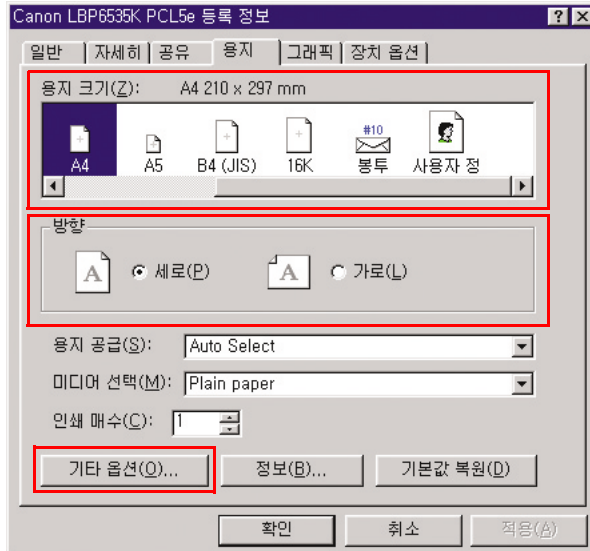 Canon LBP6535K PCL5e 등록 정보
일반 자세히 공유 용지 그래픽 장치 옵션
용지 크기(Z): A4 210 x 297 mm
#10
A4 A5 B4 (JIS) 16K 봉투 사용자 정
방향
A 세로(P) A 가로(L)
용지 공급(S): Auto Select
미디어 선택(M): Plain paper
인쇄 매수(C): 1
기타 옵션(O)... 정보(B)... 기본값 복원(D)
확인 취소 적용(A)